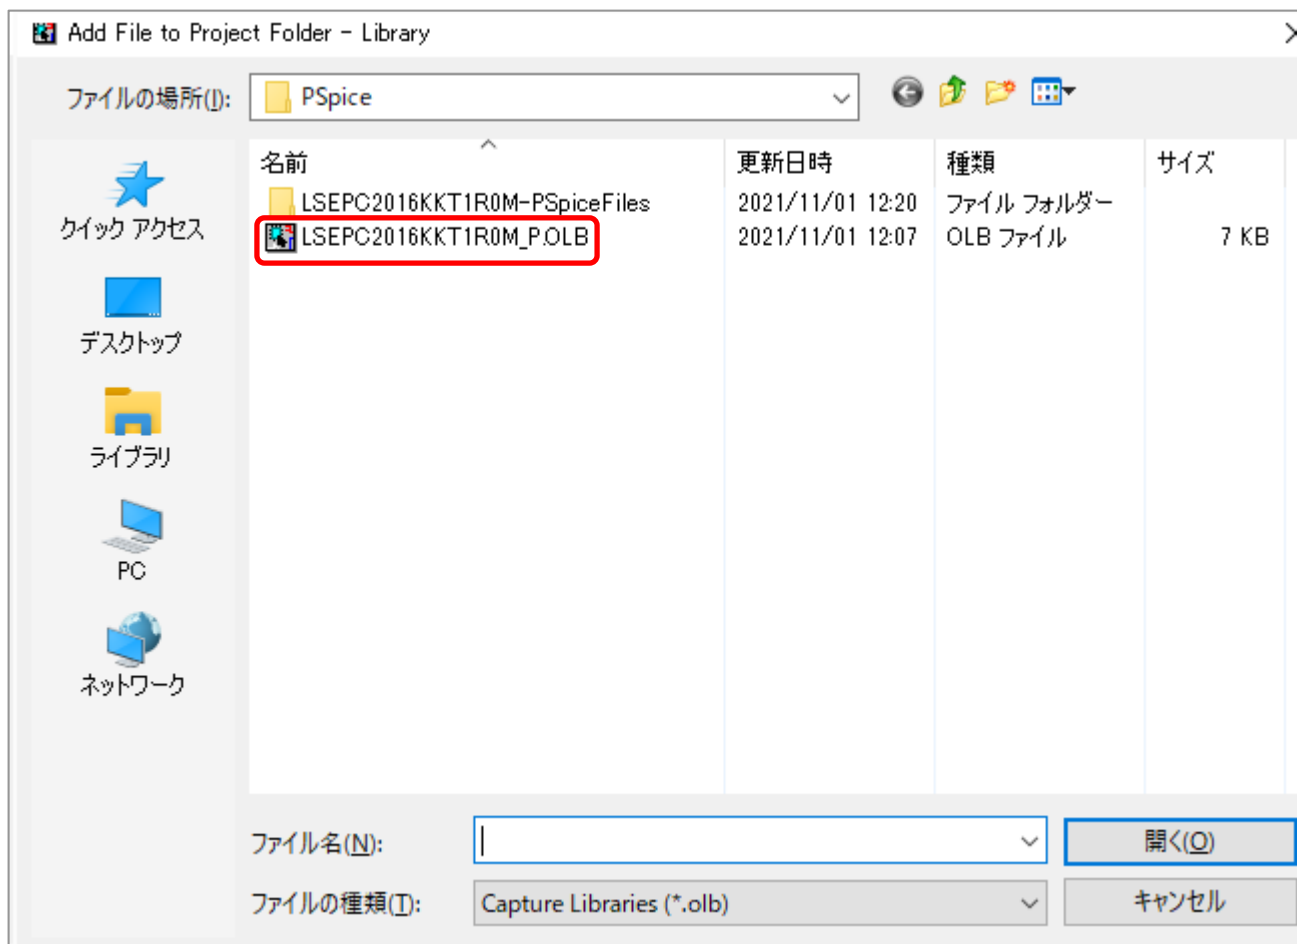 Add File to Project Folder - Library
ファイルの場所(I): PSpice
名前 更新日時 種類 サイズ
LSEPC2016KKT1R0M-PSpiceFiles 2021/11/01 12:20 ファイル フォルダー
LSEPC2016KKT1R0M_P.OLB 2021/11/01 12:07 OLB ファイル 7 KB
クイック アクセス
デスクトップ
ライブラリ
PC
ネットワーク
ファイル名(N): 開く(O)
ファイルの種類(T): Capture Libraries (*.olb) キャンセル